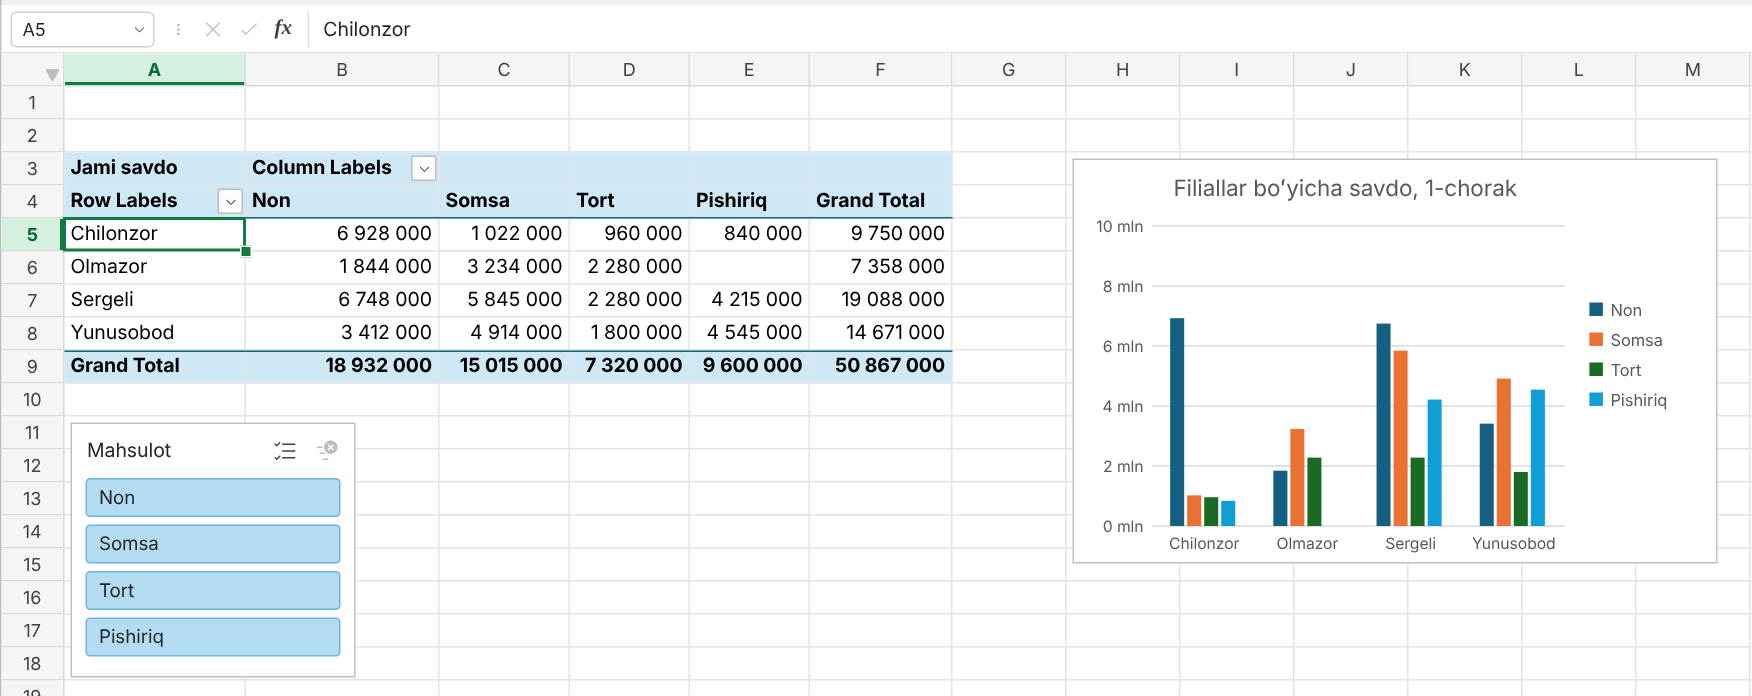 A5 fx Chilonzor
A B C D E F G H I J K L M
1
2
3 Jami savdo Column Labels
4 Row Labels Non Somsa Tort Pishiriq Grand Total
5 Chilonzor 6 928 000 1 022 000 960 000 840 000 9 750 000
6 Olmazor 1 844 000 3 234 000 2 280 000 7 358 000
7 Sergeli 6 748 000 5 845 000 2 280 000 4 215 000 19 088 000
8 Yunusobod 3 412 000 4 914 000 1 800 000 4 545 000 14 671 000
9 Grand Total 18 932 000 15 015 000 7 320 000 9 600 000 50 867 000
10
11
12
13
14
15
16
17
18
19
Mahsulot
Non
Somsa
Tort
Pishiriq
Filiallar boʻyicha savdo, 1-chorak
10 mln
8 mln
6 mln
4 mln
2 mln
0 mln
Chilonzor Olmazor Sergeli Yunusobod
Non
Somsa
Tort
Pishiriq